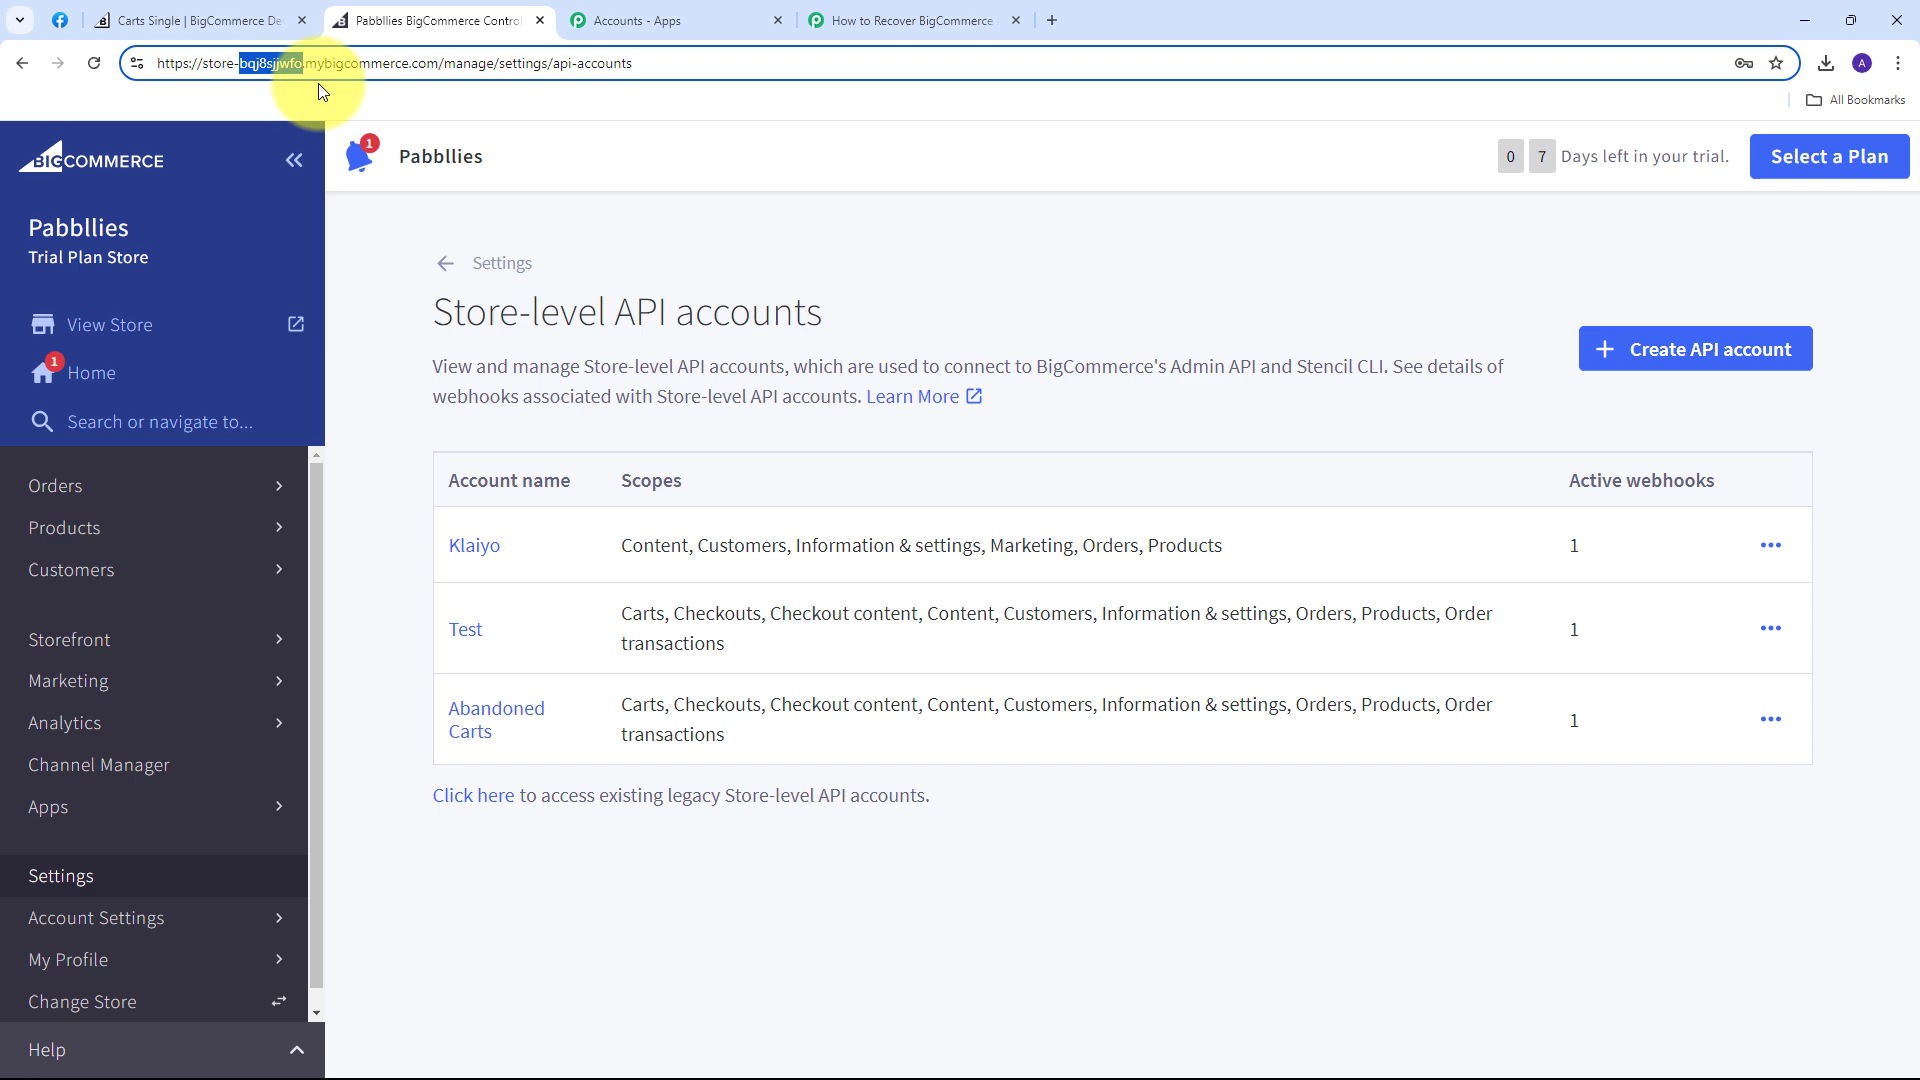 Carts Single | BigCommerce De
Pabbllies BigCommerce Control
Accounts - Apps
How to Recover BigCommerce
https://store-bqj8sjjwfo.mybigcommerce.com/manage/settings/api-accounts
A
All Bookmarks
BIGCOMMERCE
1
Pabbllies
0 7 Days left in your trial.
Select a Plan
Pabbllies
Trial Plan Store
View Store
1
Home
Search or navigate to...
Orders
Products
Customers
Storefront
Marketing
Analytics
Channel Manager
Apps
Settings
Account Settings
My Profile
Change Store
Help
Settings
Store-level API accounts
View and manage Store-level API accounts, which are used to connect to BigCommerce's Admin API and Stencil CLI. See details of
webhooks associated with Store-level API accounts. Learn More
Create API account
Account name Scopes Active webhooks
Klaiyo Content, Customers, Information & settings, Marketing, Orders, Products 1
Test Carts, Checkouts, Checkout content, Content, Customers, Information & settings, Orders, Products, Order
transactions 1
Abandoned
Carts
Carts, Checkouts, Checkout content, Content, Customers, Information & settings, Orders, Products, Order
transactions 1
Click here to access existing legacy Store-level API accounts.